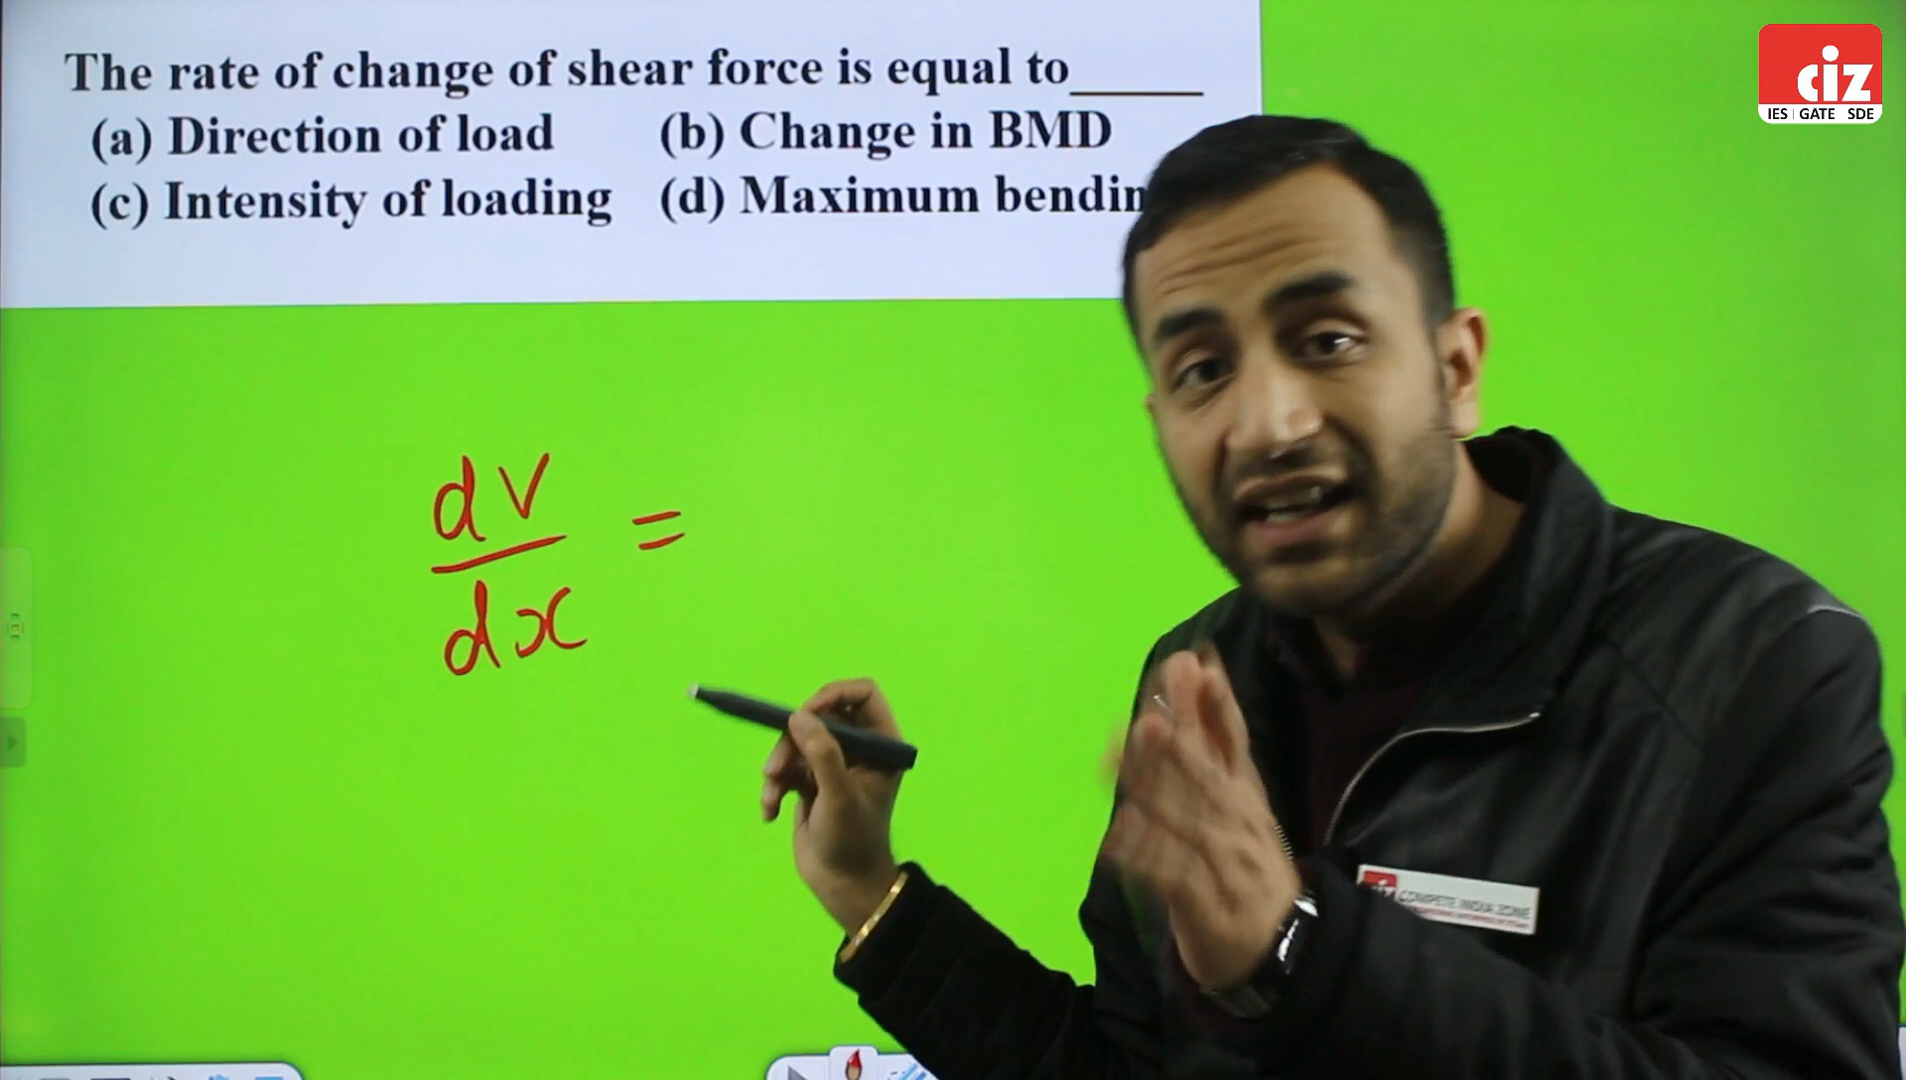 The rate of change of shear force is equal to_____
(a) Direction of load (b) Change in BMD
(c) Intensity of loading (d) Maximum bendin
dv
dx =
ciz
IES | GATE SDE
ciz COMPETE INDIA ZONE